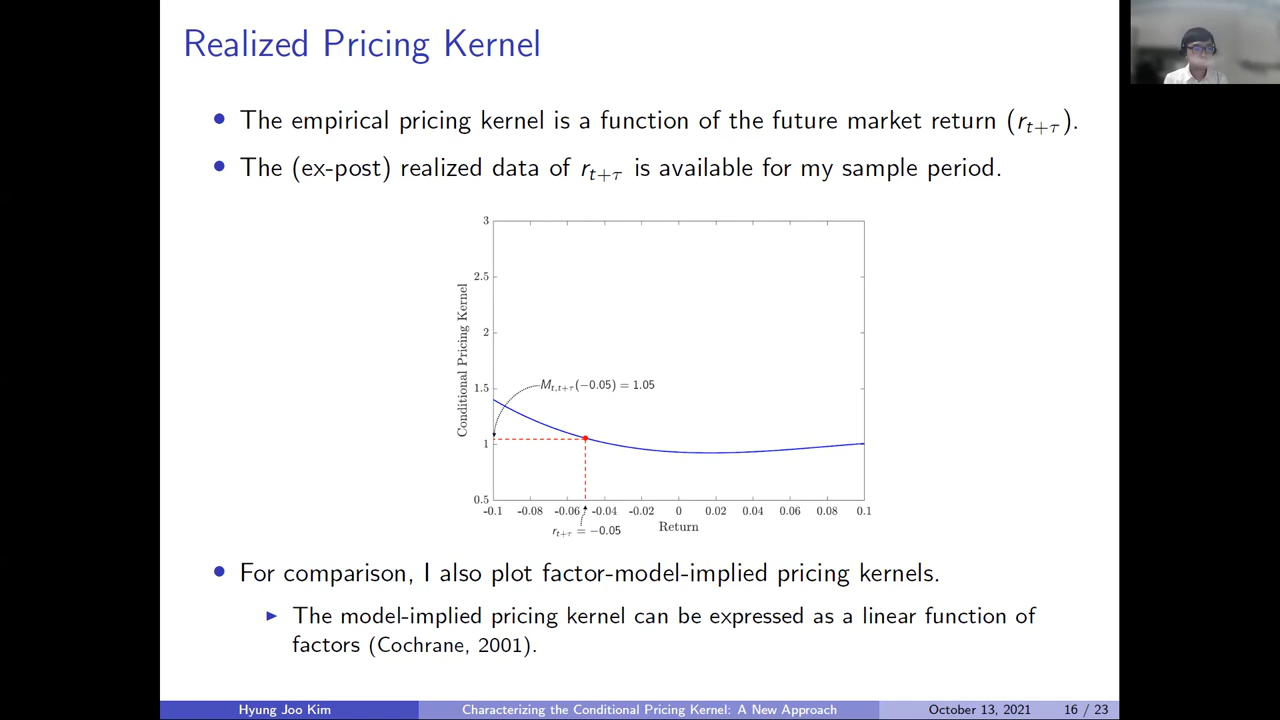 Realized Pricing Kernel
• The empirical pricing kernel is a function of the future market return (r_{t+τ}).
• The (ex-post) realized data of r_{t+τ} is available for my sample period.
3
2.5
2
1.5
1
0.5
Conditional Pricing Kernel
M_{t,t+τ}(−0.05) = 1.05
-0.1 -0.08 -0.06 -0.04 -0.02 0 0.02 0.04 0.06 0.08 0.1
r_{t+τ} = −0.05
Return
• For comparison, I also plot factor-model-implied pricing kernels.
▶ The model-implied pricing kernel can be expressed as a linear function of
factors (Cochrane, 2001).
Hyung Joo Kim Characterizing the Conditional Pricing Kernel: A New Approach October 13, 2021 16 / 23